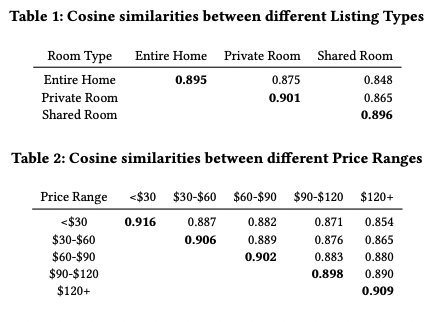 Table 1: Cosine similarities between different Listing Types
Room Type Entire Home Private Room Shared Room
Entire Home 0.895 0.875 0.848
Private Room 0.901 0.865
Shared Room 0.896
Table 2: Cosine similarities between different Price Ranges
Price Range <$30 $30-$60 $60-$90 $90-$120 $120+
<$30 0.916 0.887 0.882 0.871 0.854
$30-$60 0.906 0.889 0.876 0.865
$60-$90 0.902 0.883 0.880
$90-$120 0.898 0.890
$120+ 0.909